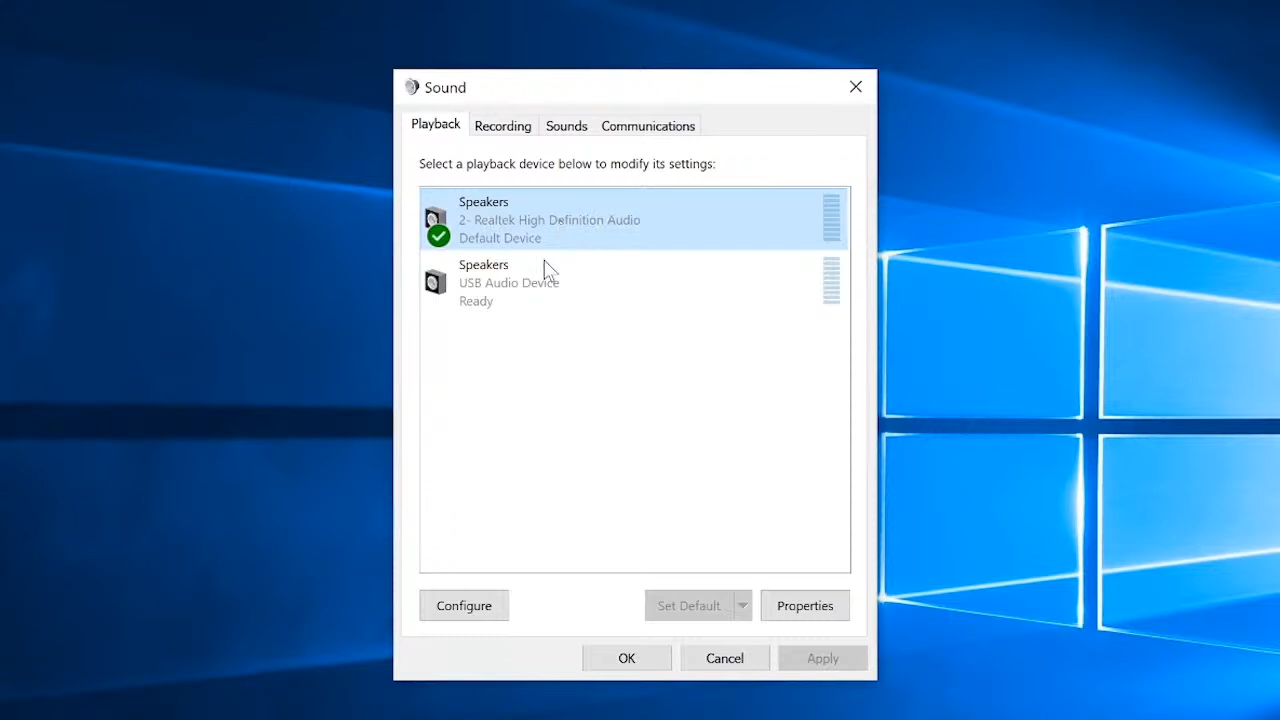 Sound
Playback
Recording
Sounds
Communications
Select a playback device below to modify its settings:
Speakers
2- Realtek High Definition Audio
Default Device
Speakers
USB Audio Device
Ready
Configure
Set Default
Properties
OK
Cancel
Apply